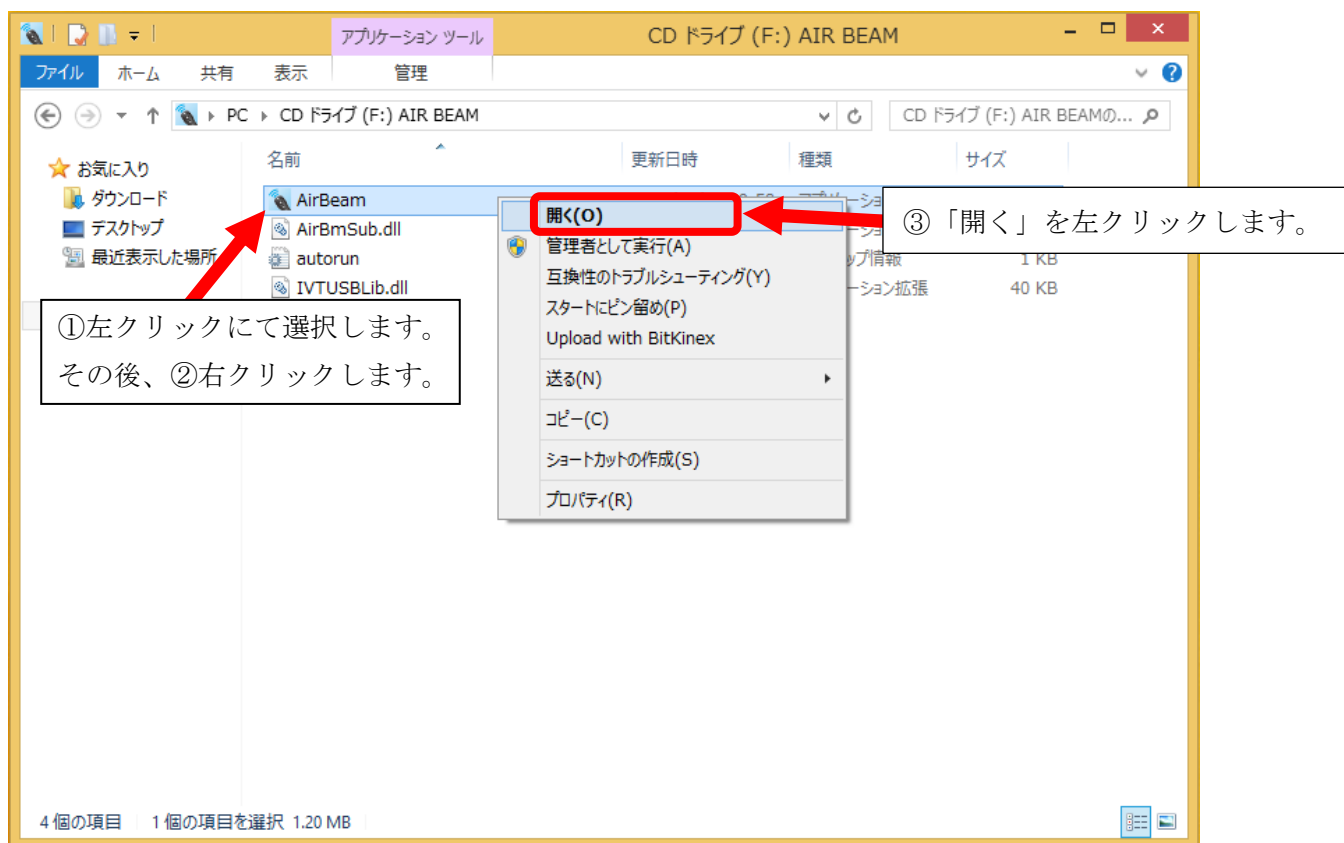 アプリケーション ツール
CD ドライブ (F:) AIR BEAM
ファイル
ホーム
共有
表示
管理
PC
CD ドライブ (F:) AIR BEAM
CD ドライブ (F:) AIR BEAMの...
お気に入り
ダウンロード
デスクトップ
最近表示した場所
名前
更新日時
種類
サイズ
AirBeam
AirBmSub.dll
autorun
プ情報
1 KB
IVTUSBLib.dll
ーション拡張
40 KB
開く(O)
管理者として実行(A)
互換性のトラブルシューティング(Y)
スタートにピン留め(P)
Upload with BitKinex
送る(N)
コピー(C)
ショートカットの作成(S)
プロパティ(R)
①左クリックにて選択します。
その後、②右クリックします。
③「開く」を左クリックします。
4 個の項目
1 個の項目を選択 1.20 MB